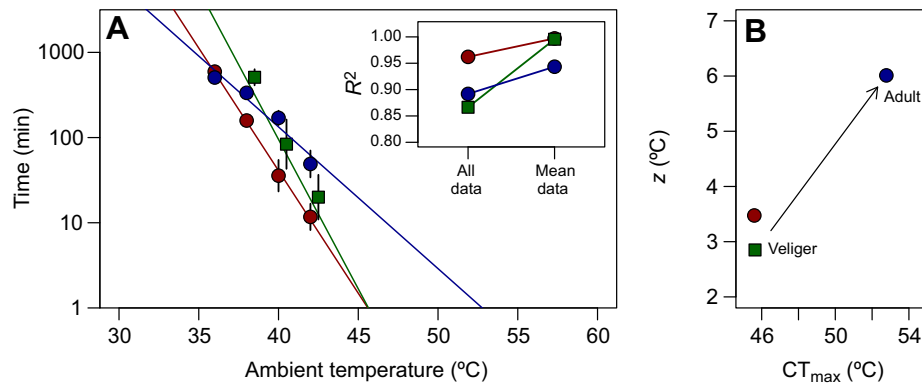 A
1000
100
10
1
Time (min)
30
35
40
45
50
55
60
Ambient temperature (ºC)
1.00
0.95
0.90
0.85
0.80
R²
All
data
Mean
data
B
7
6
5
4
3
2
z (ºC)
Adult
Veliger
46
50
54
CTmax (ºC)